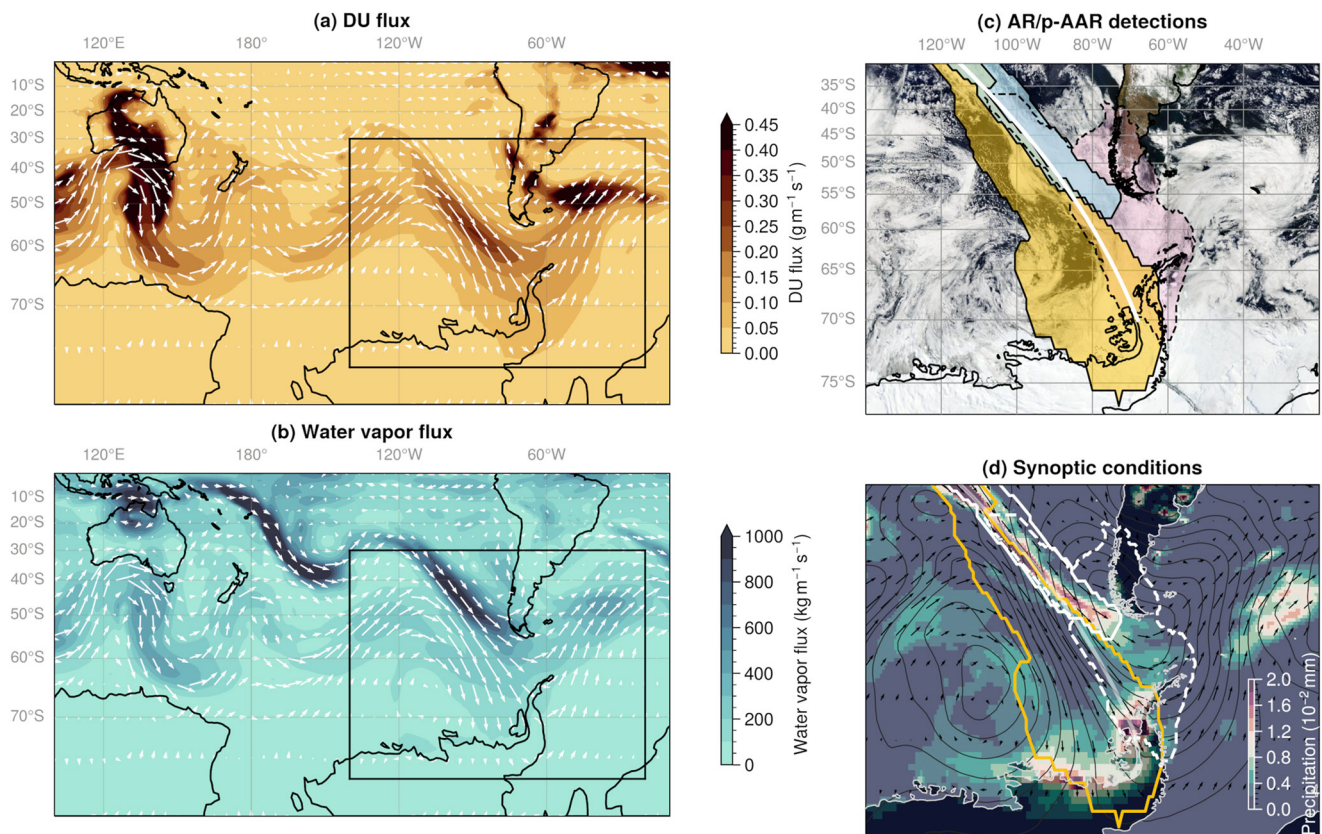 (a) DU flux
120°E 180° 120°W 60°W
10°S
20°S
30°S
40°S
50°S
60°S
70°S
0.45
0.40
0.35
0.30
0.25
0.20
0.15
0.10
0.05
0.00
DU flux (gm⁻¹ s⁻¹)
(c) AR/p-AAR detections
120°W 100°W 80°W 60°W 40°W
35°S
40°S
45°S
50°S
55°S
60°S
65°S
70°S
75°S
(b) Water vapor flux
120°E 180° 120°W 60°W
10°S
20°S
30°S
40°S
50°S
60°S
70°S
1000
800
600
400
200
0
Water vapor flux (kgm⁻¹ s⁻¹)
(d) Synoptic conditions
2.0
1.6
1.2
0.8
0.4
0.0
Precipitation (10⁻² mm)